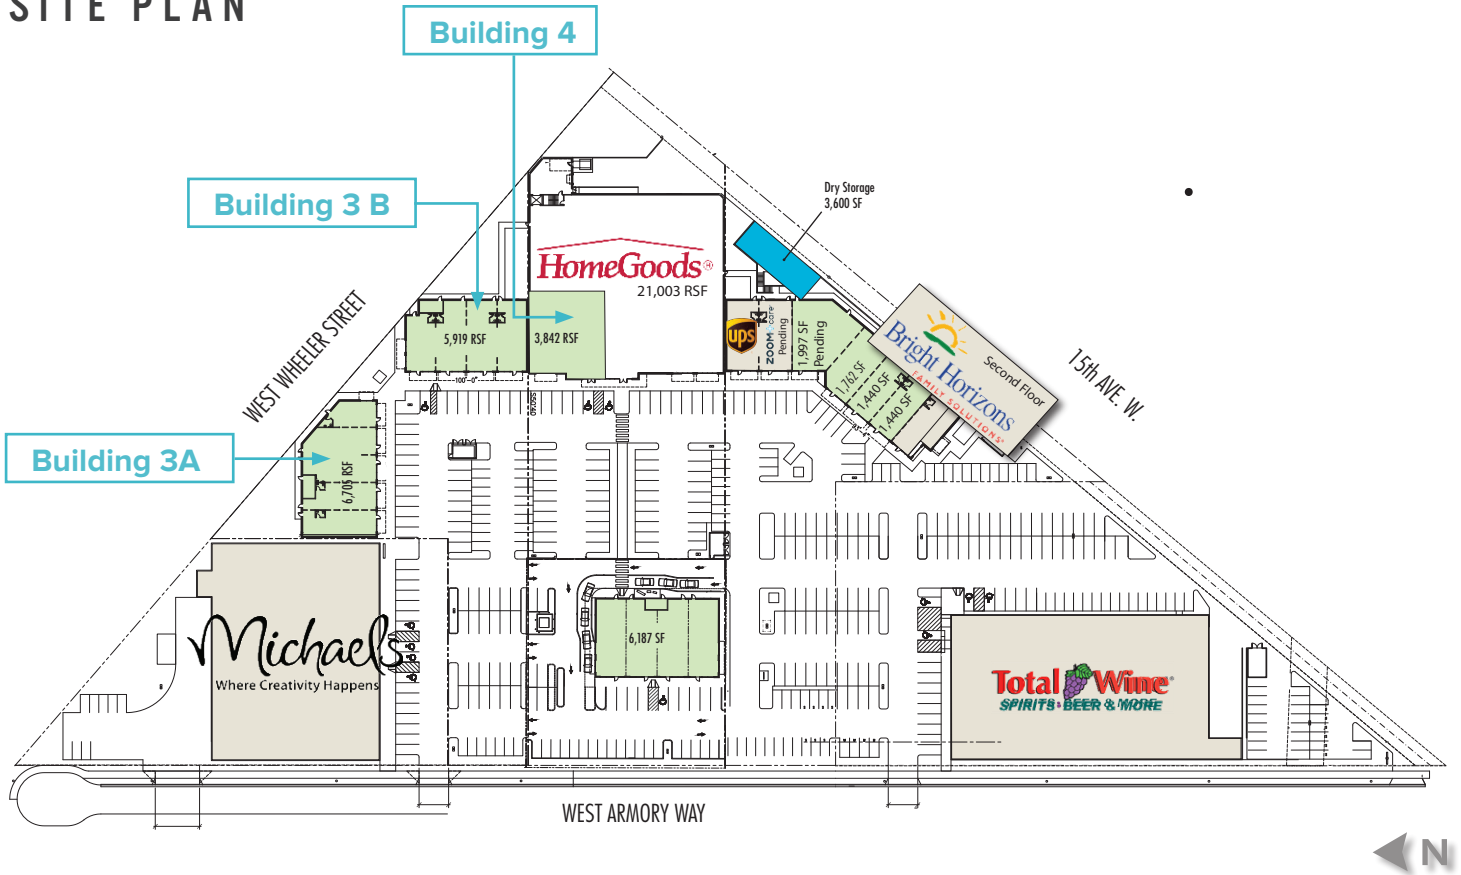 SITE PLAN
Building 4
Building 3 B
Dry Storage
3,600 SF
HomeGoods®
21,003 RSF
WEST WHEELER STREET
5,919 RSF
3,842 RSF
100'-0"
ups
ZOOM care
Pending
1,997 SF
Pending
1,762 SF
1,440 SF
1,440 SF
Bright Horizons
FAMILY SOLUTIONS
Second Floor
15th AVE. W.
Building 3A
6,705 RSF
6,187 SF
Michaels
Where Creativity Happens
Total Wine
SPIRITS·BEER & MORE
WEST ARMORY WAY
N